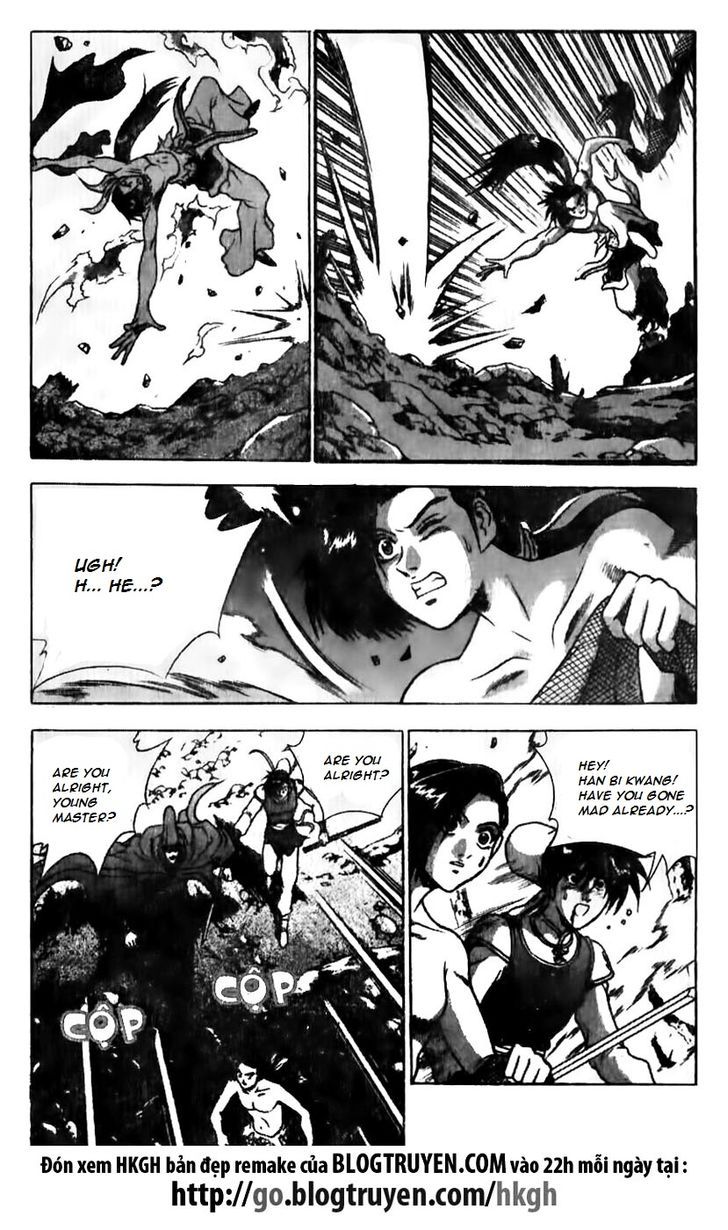 UGH!
H... HE...?
ARE YOU
ALRIGHT,
YOUNG
MASTER?
ARE YOU
ALRIGHT?
CỘP
CỘP
HEY!
HAN BI KWANG!
HAVE YOU GONE
MAD ALREADY...?
Đón xem HKGH bản đẹp remake của BLOGTRUYEN.COM vào 22h mỗi ngày tại :
http://go.blogtruyen.com/hkgh